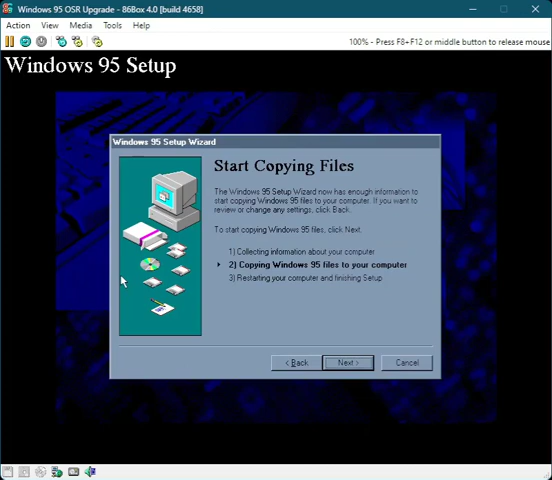 Windows 95 OSR Upgrade - 86Box 4.0 [build 4658]
Action View Media Tools Help
100% - Press F8+F12 or middle button to release mouse
Windows 95 Setup
Windows 95 Setup Wizard
Start Copying Files
The Windows 95 Setup Wizard now has enough information to
start copying Windows 95 files to your computer. If you want to
review or change any settings, click Back.
To start copying Windows 95 files, click Next.
1) Collecting information about your computer
2) Copying Windows 95 files to your computer
3) Restarting your computer and finishing Setup
< Back Next > Cancel